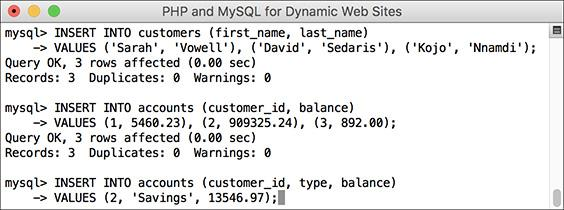 PHP and MySQL for Dynamic Web Sites
mysql> INSERT INTO customers (first_name, last_name)
    -> VALUES ('Sarah', 'Vowell'), ('David', 'Sedaris'), ('Kojo', 'Nnamdi');
Query OK, 3 rows affected (0.00 sec)
Records: 3  Duplicates: 0  Warnings: 0

mysql> INSERT INTO accounts (customer_id, balance)
    -> VALUES (1, 5460.23), (2, 909325.24), (3, 892.00);
Query OK, 3 rows affected (0.00 sec)
Records: 3  Duplicates: 0  Warnings: 0

mysql> INSERT INTO accounts (customer_id, type, balance)
    -> VALUES (2, 'Savings', 13546.97);